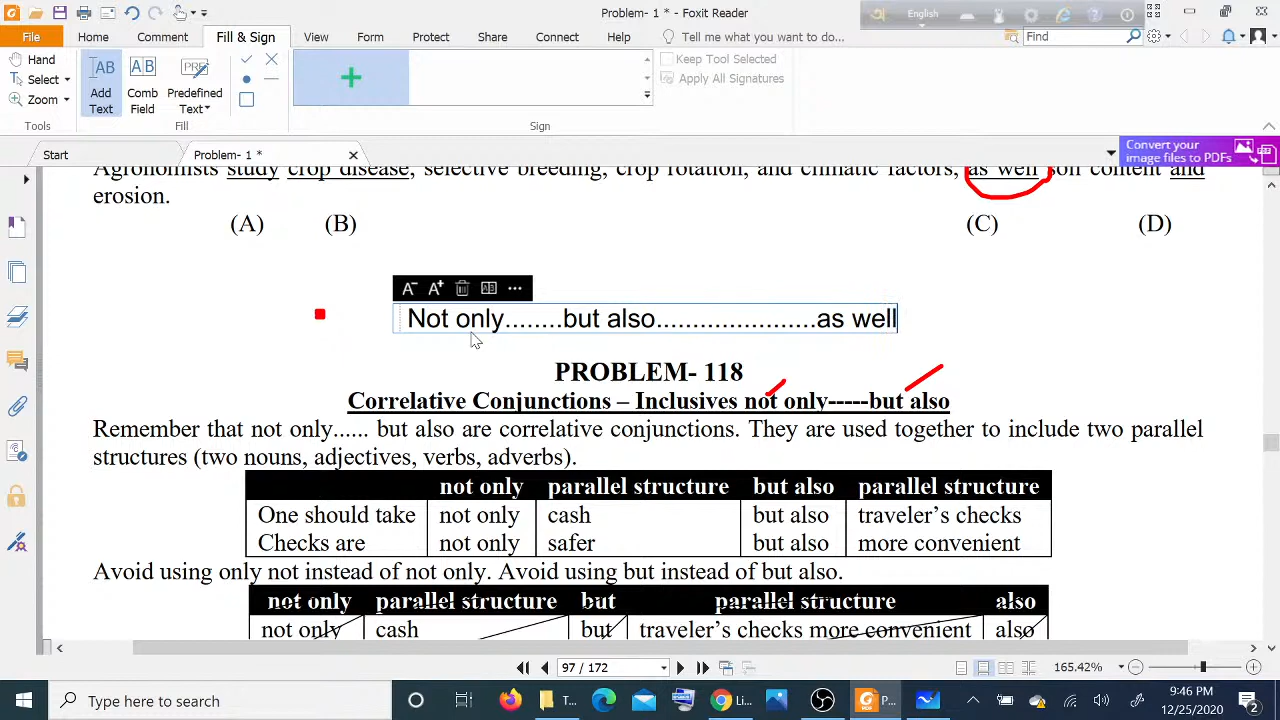 Problem- 1 * - Foxit Reader
English
File Home Comment Fill & Sign View Form Protect Share Connect Help Tell me what you want to do... Find
Hand
Select
Zoom
Tools
Add Text
Comb Field
Predefined Text
Fill
Keep Tool Selected
Apply All Signatures
Sign
Start
Problem- 1 *
Convert your
image files to PDFs
Agronomists study crop disease, selective breeding, crop rotation, and climatic factors, as well soil content and
erosion.
(A) (B) (C) (D)
Not only........but also......................as well
PROBLEM- 118
Correlative Conjunctions – Inclusives not only-----but also
Remember that not only...... but also are correlative conjunctions. They are used together to include two parallel
structures (two nouns, adjectives, verbs, adverbs).
not only parallel structure but also parallel structure
One should take not only cash but also traveler's checks
Checks are not only safer but also more convenient
Avoid using only not instead of not only. Avoid using but instead of but also.
not only parallel structure but parallel structure also
not only cash but traveler's checks more convenient also
97 / 172
165.42%
Type here to search
T...
Li...
P...
9:46 PM
12/25/2020
2